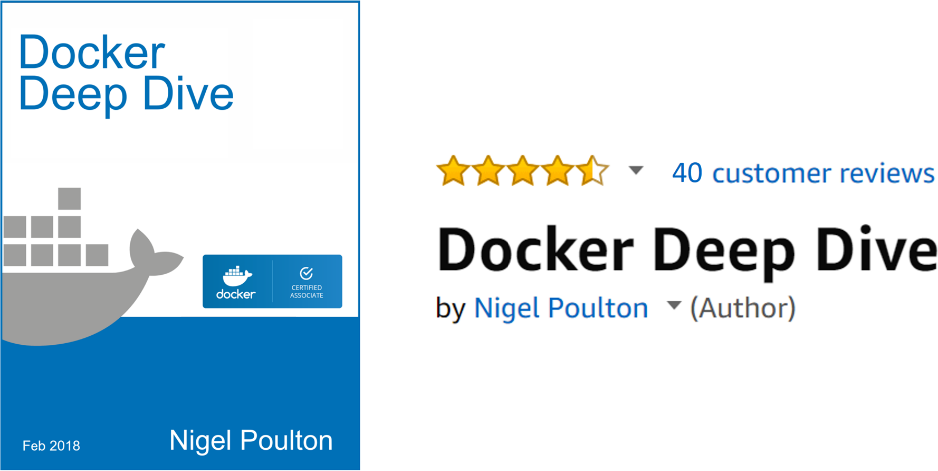 Docker
Deep Dive
docker
CERTIFIED
ASSOCIATE
Feb 2018
Nigel Poulton
40 customer reviews
Docker Deep Dive
by Nigel Poulton (Author)